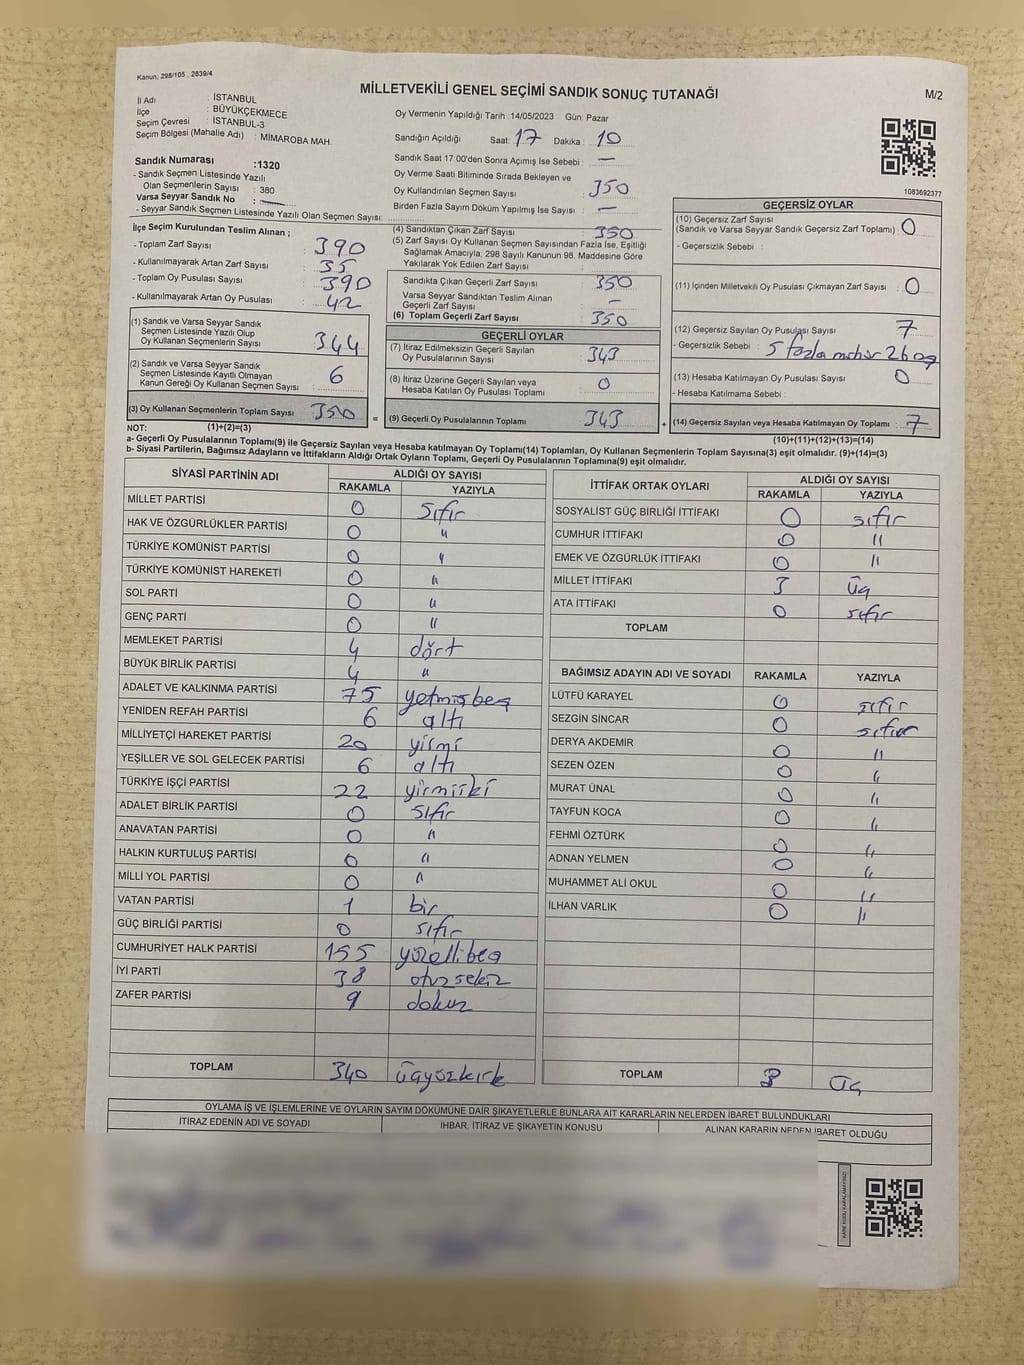 Kanun; 298/105 , 2839/4
MİLLETVEKİLİ GENEL SEÇİMİ SANDIK SONUÇ TUTANAĞI
M/2
İl Adı : İSTANBUL
İlçe : BÜYÜKÇEKMECE
Seçim Çevresi : İSTANBUL-3
Seçim Bölgesi (Mahalle Adı) : MİMAROBA MAH.
Oy Vermenin Yapıldığı Tarih :14/05/2023 Gün: Pazar
Sandığın Açıldığı Saat: 17 Dakika : 10
Sandık Saat 17:00'den Sonra Açımış İse Sebebi : —
Oy Verme Saati Bitiminde Sırada Bekleyen ve
Oy Kullandırılan Seçmen Sayısı : 350
Birden Fazla Sayım Döküm Yapılmış İse Sayısı : —
Sandık Numarası :1320
- Sandık Seçmen Listesinde Yazılı
Olan Seçmenlerin Sayısı : 380
Varsa Seyyar Sandık No : —
- Seyyar Sandık Seçmen Listesinde Yazılı Olan Seçmen Sayısı:
1083692377
İlçe Seçim Kurulundan Teslim Alınan ;
- Toplam Zarf Sayısı : 390
- Kullanılmayarak Artan Zarf Sayısı : 35
- Toplam Oy Pusulası Sayısı : 390
- Kullanılmayarak Artan Oy Pusulası : 42
(1) Sandık ve Varsa Seyyar Sandık
Seçmen Listesinde Yazılı Olup
Oy Kullanan Seçmenlerin Sayısı : 344
(2) Sandık ve Varsa Seyyar Sandık
Seçmen Listesinde Kayıtlı Olmayan
Kanun Gereği Oy Kullanan Seçmen Sayısı : 6
(3) Oy Kullanan Seçmenlerin Toplam Sayısı : 350
(1)+(2)=(3)
(4) Sandıktan Çıkan Zarf Sayısı : 350
(5) Zarf Sayısı Oy Kullanan Seçmen Sayısından Fazla İse, Eşitliği
Sağlamak Amacıyla; 298 Sayılı Kanunun 98. Maddesine Göre
Yakılarak Yok Edilen Zarf Sayısı :
Sandıkta Çıkan Geçerli Zarf Sayısı : 350
Varsa Seyyar Sandıktan Teslim Alınan
Geçerli Zarf Sayısı : —
(6) Toplam Geçerli Zarf Sayısı : 350
GEÇERLİ OYLAR
(7) İtiraz Edilmeksizin Geçerli Sayılan
Oy Pusulalarının Sayısı : 343
(8) İtiraz Üzerine Geçerli Sayılan veya
Hesaba Katılan Oy Pusulası Toplamı : 0
= (9) Geçerli Oy Pusulalarının Toplamı : 343
GEÇERSİZ OYLAR
(10) Geçersiz Zarf Sayısı
(Sandık ve Varsa Seyyar Sandık Geçersiz Zarf Toplamı) : 0
- Geçersizlik Sebebi :
(11) İçinden Milletvekili Oy Pusulası Çıkmayan Zarf Sayısı : 0
(12) Geçersiz Sayılan Oy Pusulası Sayısı : 7
- Geçersizlik Sebebi : 5 fazla mühür 2 boş
(13) Hesaba Katılmayan Oy Pusulası Sayısı : 0
- Hesaba Katılmama Sebebi :
+ (14) Geçersiz Sayılan veya Hesaba Katılmayan Oy Toplamı : 7
(10)+(11)+(12)+(13)=(14)
NOT:
a- Geçerli Oy Pusulalarının Toplamı(9) ile Geçersiz Sayılan veya Hesaba katılmayan Oy Toplamı(14) Toplamları, Oy Kullanan Seçmenlerin Toplam Sayısına(3) eşit olmalıdır. (9)+(14)=(3)
b- Siyasi Partilerin, Bağımsız Adayların ve İttifakların Aldığı Ortak Oyların Toplamı, Geçerli Oy Pusulalarının Toplamına(9) eşit olmalıdır.
SİYASİ PARTİNİN ADI ALDIĞI OY SAYISI
RAKAMLA YAZIYLA
MİLLET PARTİSİ 0 sıfır
HAK VE ÖZGÜRLÜKLER PARTİSİ 0 "
TÜRKİYE KOMÜNİST PARTİSİ 0 "
TÜRKİYE KOMÜNİST HAREKETİ 0 "
SOL PARTİ 0 "
GENÇ PARTİ 0 "
MEMLEKET PARTİSİ 4 dört
BÜYÜK BİRLİK PARTİSİ 4 "
ADALET VE KALKINMA PARTİSİ 75 yetmişbeş
YENİDEN REFAH PARTİSİ 6 altı
MİLLİYETÇİ HAREKET PARTİSİ 20 yirmi
YEŞİLLER VE SOL GELECEK PARTİSİ 6 altı
TÜRKİYE İŞÇİ PARTİSİ 22 yirmiiki
ADALET BİRLİK PARTİSİ 0 sıfır
ANAVATAN PARTİSİ 0 "
HALKIN KURTULUŞ PARTİSİ 0 "
MİLLİ YOL PARTİSİ 0 "
VATAN PARTİSİ 1 bir
GÜÇ BİRLİĞİ PARTİSİ 0 sıfır
CUMHURİYET HALK PARTİSİ 155 yüzellibeş
İYİ PARTİ 38 otuzsekiz
ZAFER PARTİSİ 9 dokuz
TOPLAM 340 üçyüzkırk
İTTİFAK ORTAK OYLARI ALDIĞI OY SAYISI
RAKAMLA YAZIYLA
SOSYALİST GÜÇ BİRLİĞİ İTTİFAKI 0 sıfır
CUMHUR İTTİFAKI 0 "
EMEK VE ÖZGÜRLÜK İTTİFAKI 0 "
MİLLET İTTİFAKI 3 üç
ATA İTTİFAKI 0 sıfır
TOPLAM
BAĞIMSIZ ADAYIN ADI VE SOYADI RAKAMLA YAZIYLA
LÜTFÜ KARAYEL 0 sıfır
SEZGİN SİNCAR 0 sıfır
DERYA AKDEMİR 0 "
SEZEN ÖZEN 0 "
MURAT ÜNAL 0 "
TAYFUN KOCA 0 "
FEHMİ ÖZTÜRK 0 "
ADNAN YELMEN 0 "
MUHAMMET ALİ OKUL 0 "
İLHAN VARLIK 0 "
TOPLAM 3 üç
OYLAMA İŞ VE İŞLEMLERİNE VE OYLARIN SAYIM DÖKÜMÜNE DAİR ŞİKAYETLERLE BUNLARA AİT KARARLARIN NELERDEN İBARET BULUNDUKLARI
İTİRAZ EDENİN ADI VE SOYADI
İHBAR, İTİRAZ VE ŞİKAYETİN KONUSU
ALINAN KARARIN NEDEN İBARET OLDUĞU
KARE KODU KARALAMAYINIZ!